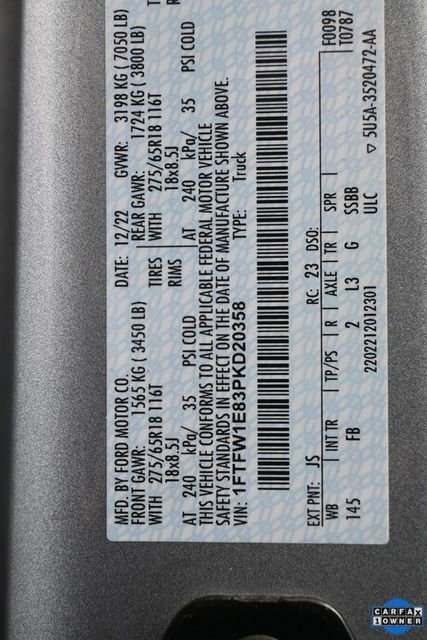 MFD. BY FORD MOTOR CO.
DATE: 12/22 GVWR: 3198 KG ( 7050 LB)
FRONT GAWR: 1565 KG ( 3450 LB)
REAR GAWR: 1724 KG ( 3800 LB)
WITH 275/65R18 116T TIRES WITH 275/65R18 116T
18x8.5J RIMS 18x8.5J
AT 240 kPa/ 35 PSI COLD AT 240 kPa/ 35 PSI COLD
THIS VEHICLE CONFORMS TO ALL APPLICABLE FEDERAL MOTOR VEHICLE
SAFETY STANDARDS IN EFFECT ON THE DATE OF MANUFACTURE SHOWN ABOVE.
VIN: 1FTFW1E83PKD20358 TYPE: Truck
F0098
EXT PNT: JS RC: 23 DSO: T0787
WB INT TR TP/PS R AXLE TR SPR
145 FB 2 L3 G SSBB
2202212012301 ULC ▽ 5U5A-3520472-AA
CARFAX
1 OWNER